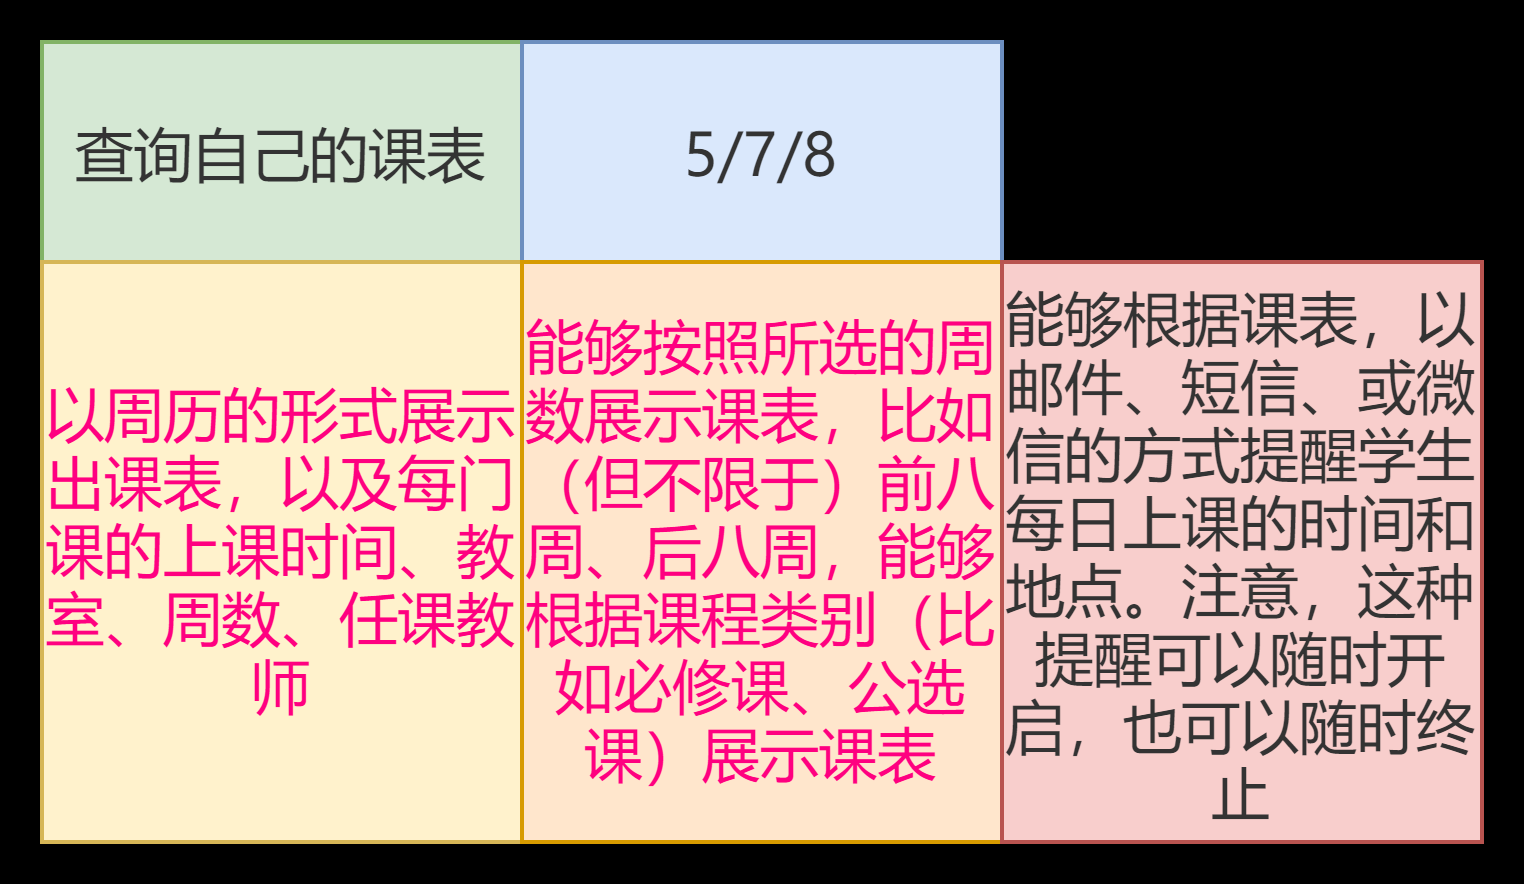 查询自己的课表
5/7/8
以周历的形式展示
出课表，以及每门
课的上课时间、教
室、周数、任课教
师
能够按照所选的周
数展示课表，比如
（但不限于）前八
周、后八周，能够
根据课程类别（比
如必修课、公选
课）展示课表
能够根据课表，以
邮件、短信、或微
信的方式提醒学生
每日上课的时间和
地点。注意，这种
提醒可以随时开
启，也可以随时终
止